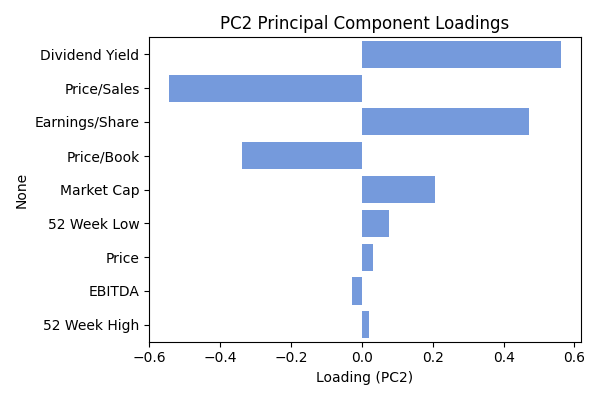 PC2 Principal Component Loadings
Dividend Yield
Price/Sales
Earnings/Share
Price/Book
Market Cap
52 Week Low
Price
EBITDA
52 Week High
None
−0.6 −0.4 −0.2 0.0 0.2 0.4 0.6
Loading (PC2)